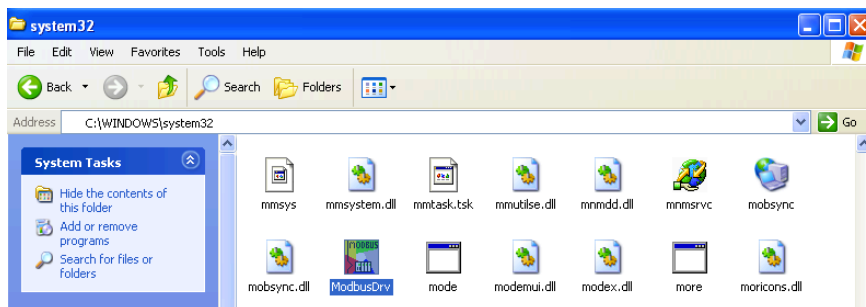 system32
File Edit View Favorites Tools Help
Back Search Folders
Address C:\WINDOWS\system32 Go
System Tasks
Hide the contents of
this folder
Add or remove
programs
Search for files or
folders
mmsys mmsystem.dll mmtask.tsk mmutilse.dll mnmdd.dll mnmsrvc mobsync
MODBUS
mobsync.dll ModbusDrv mode modemui.dll modex.dll more moricons.dll